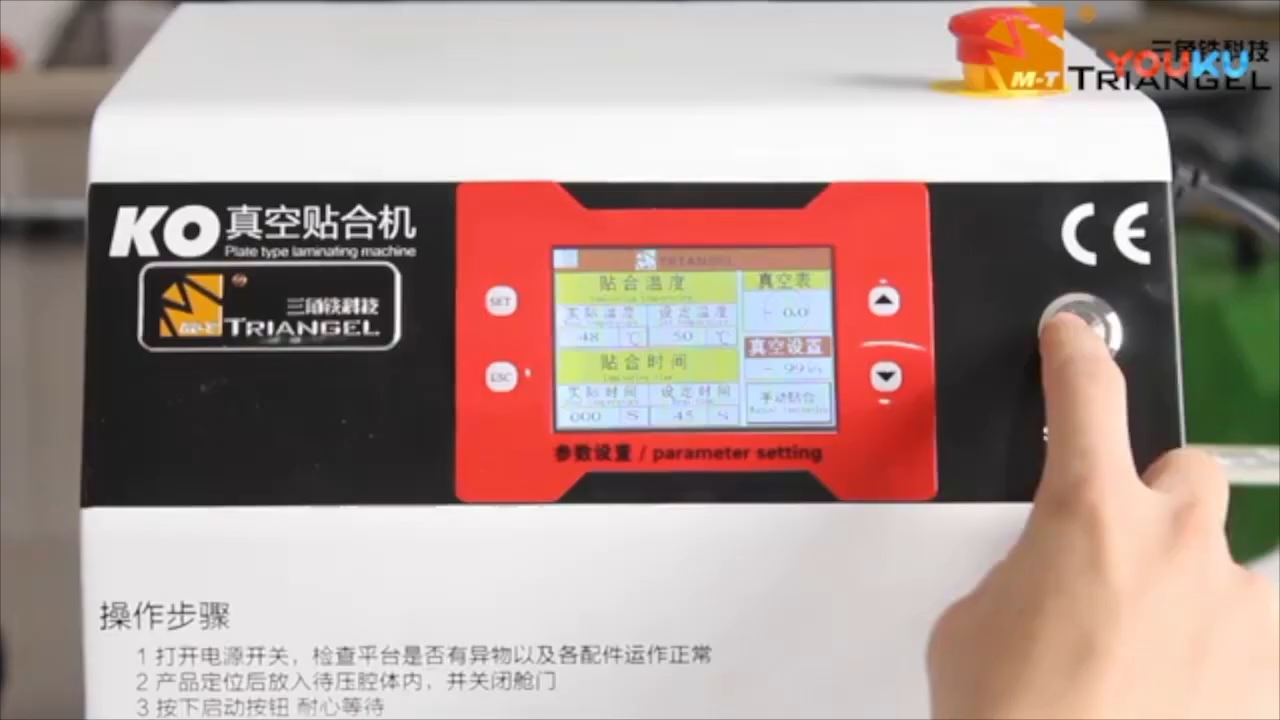 三角铁科技
YOUKU
M-T TRIANGEL
KO 真空贴合机
Plate type laminating machine
三角铁科技
M-T TRIANGEL
CE
SET
ESC
TRIANGEL
贴合温度
真空表
实际温度 设定温度
0.0
48 ℃ 50 ℃
真空设置
贴合时间
实际时间 设定时间
手动贴合
000 S 45 S
参数设置 / parameter setting
操作步骤
1 打开电源开关，检查平台是否有异物以及各配件运作正常
2 产品定位后放入待压腔体内，并关闭舱门
3 按下启动按钮 耐心等待